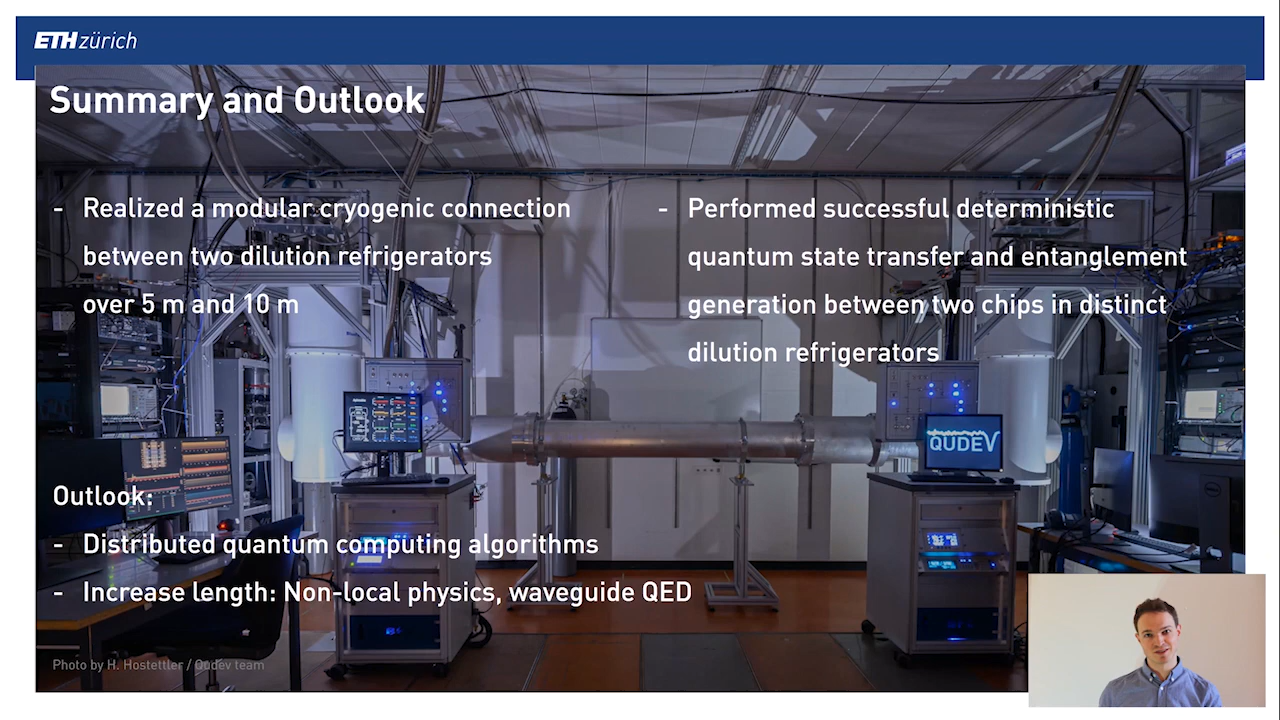 ETH zürich
Summary and Outlook
- Realized a modular cryogenic connection
between two dilution refrigerators
over 5 m and 10 m
- Performed successful deterministic
quantum state transfer and entanglement
generation between two chips in distinct
dilution refrigerators
QUDEV
Outlook:
- Distributed quantum computing algorithms
- Increase length: Non-local physics, waveguide QED
Photo by H. Hostettler / Qudev team